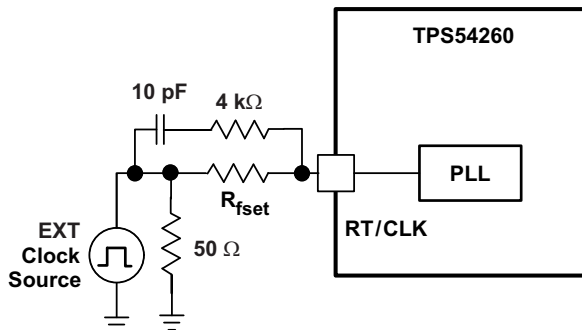 TPS54260
10 pF
4 kΩ
PLL
Rfset
RT/CLK
EXT
Clock
Source
50 Ω